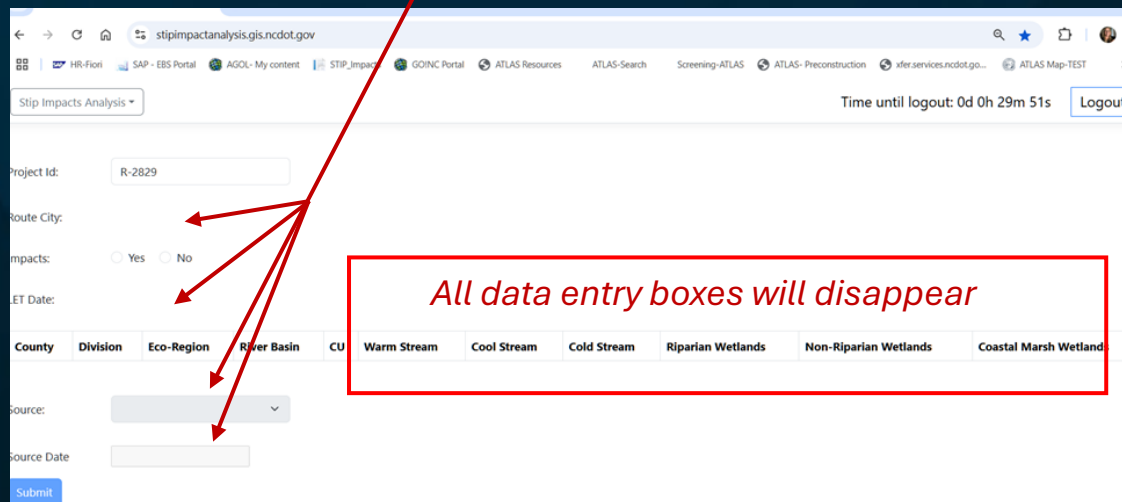 stipimpactanalysis.gis.ncdot.gov
HR-Fiori SAP - EBS Portal AGOL- My content STIP_Impact GO!NC Portal ATLAS Resources ATLAS-Search Screening-ATLAS ATLAS- Preconstruction xfer.services.ncdot.go... ATLAS Map-TEST
Stip Impacts Analysis Time until logout: 0d 0h 29m 51s Logout
Project Id: R-2829
Route City:
Impacts: Yes No
LET Date:
All data entry boxes will disappear
County Division Eco-Region River Basin CU Warm Stream Cool Stream Cold Stream Riparian Wetlands Non-Riparian Wetlands Coastal Marsh Wetlands
Source:
Source Date
Submit